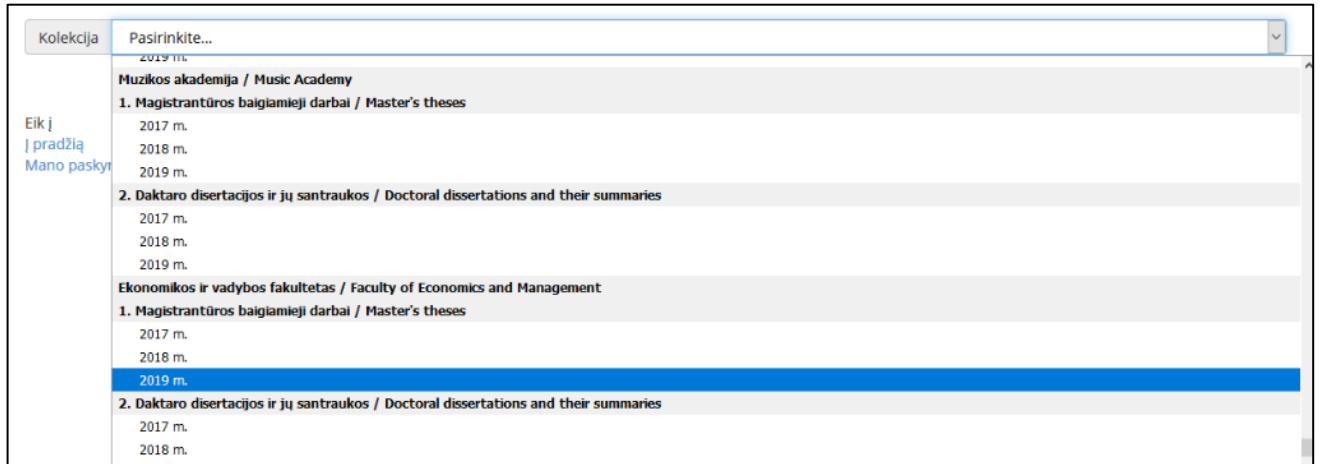 Kolekcija Pasirinkite...
2019 m.
Muzikos akademija / Music Academy
1. Magistrantūros baigiamieji darbai / Master's theses
Eik į
2017 m.
Į pradžią
2018 m.
Mano paskyr
2019 m.
2. Daktaro disertacijos ir jų santraukos / Doctoral dissertations and their summaries
2017 m.
2018 m.
2019 m.
Ekonomikos ir vadybos fakultetas / Faculty of Economics and Management
1. Magistrantūros baigiamieji darbai / Master's theses
2017 m.
2018 m.
2019 m.
2. Daktaro disertacijos ir jų santraukos / Doctoral dissertations and their summaries
2017 m.
2018 m.